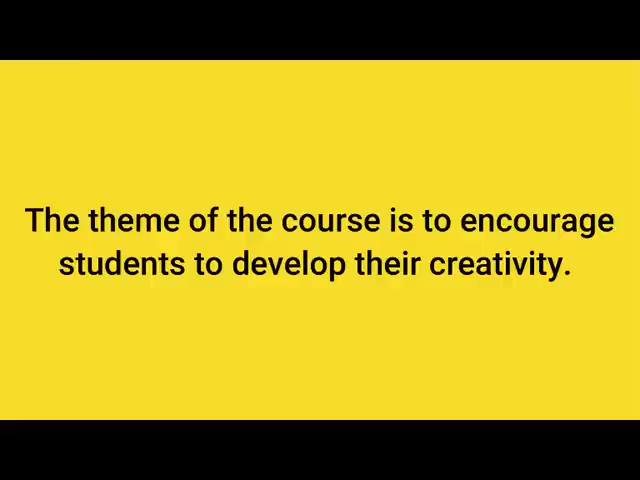 The theme of the course is to encourage
students to develop their creativity.